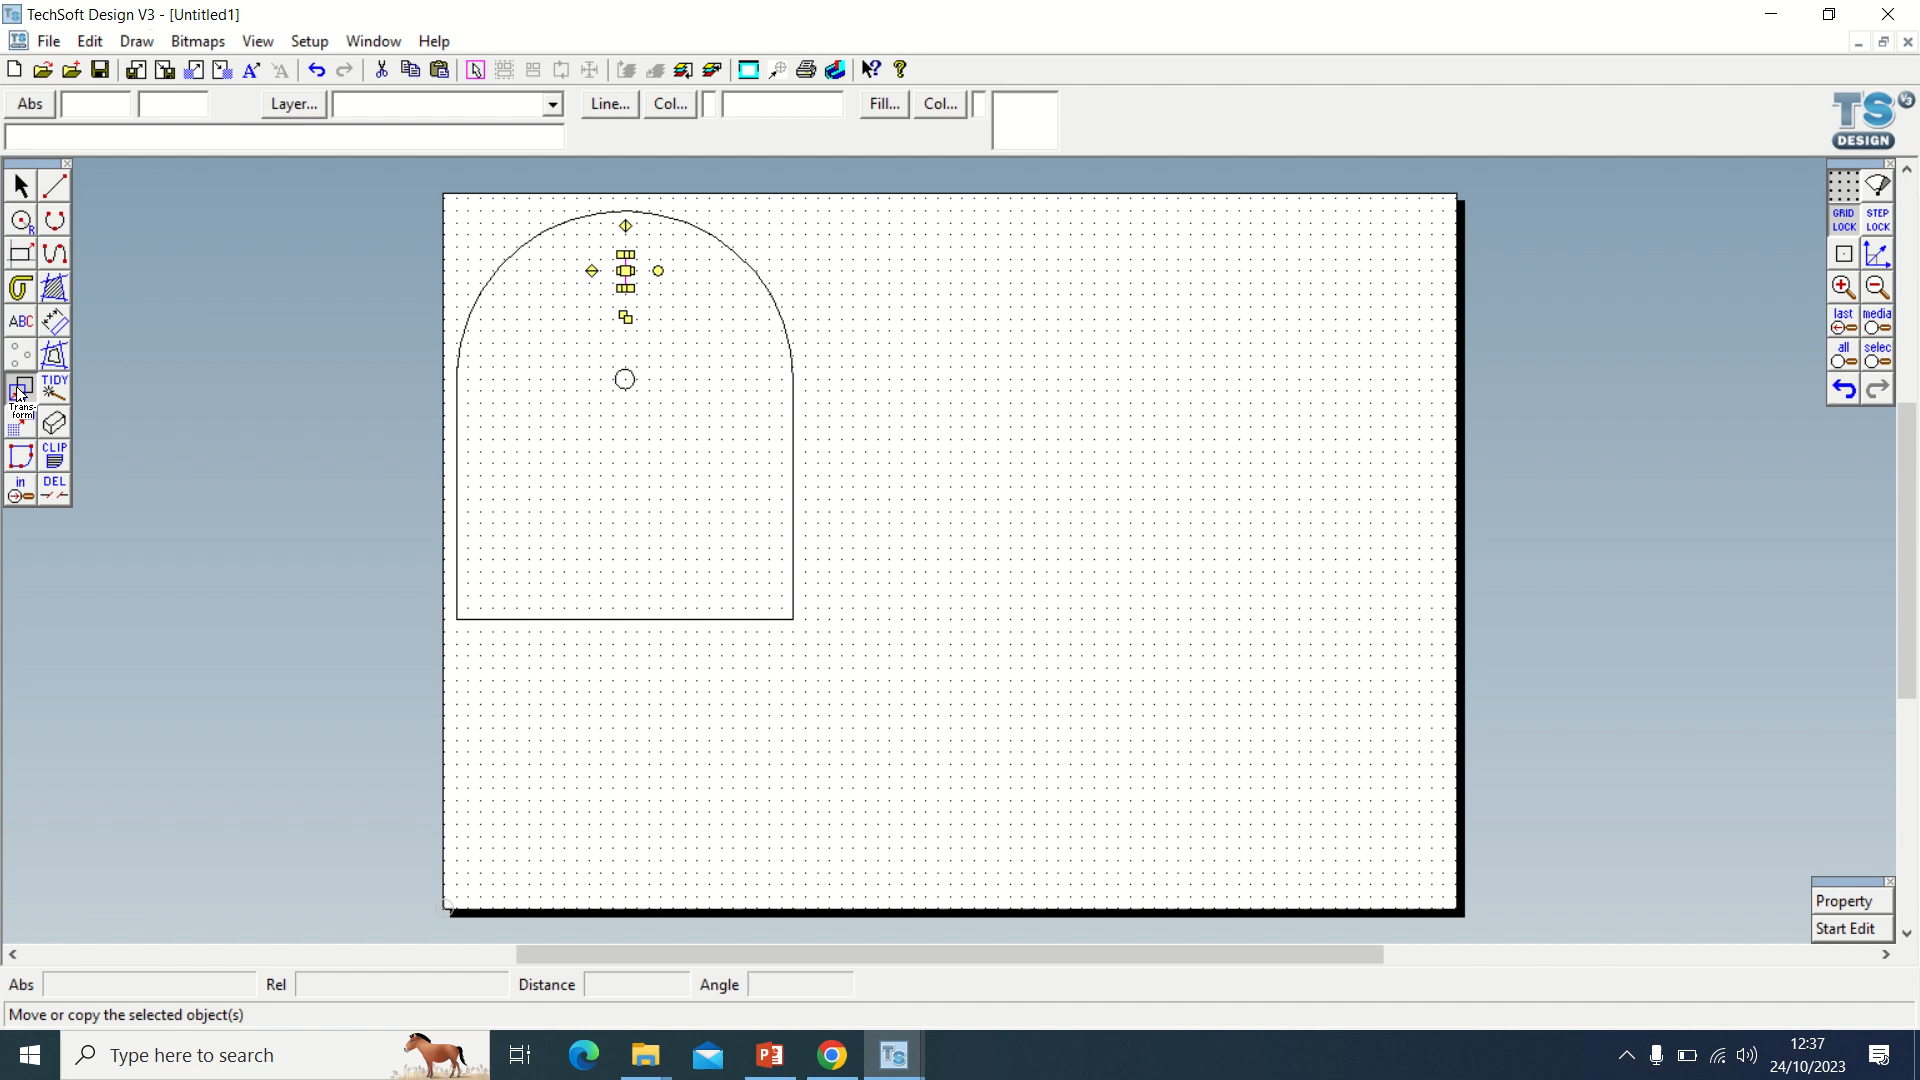 TS TechSoft Design V3 - [Untitled1]
File Edit Draw Bitmaps View Setup Window Help
Abs Layer... Line... Col... Fill... Col...
TS V3
DESIGN
R
GRID LOCK STEP LOCK
ABC
last media
all selec
TIDY
Trans-
form
CLIP
in DEL
Property
Start Edit
Abs Rel Distance Angle
Move or copy the selected object(s)
Type here to search
12:37
24/10/2023